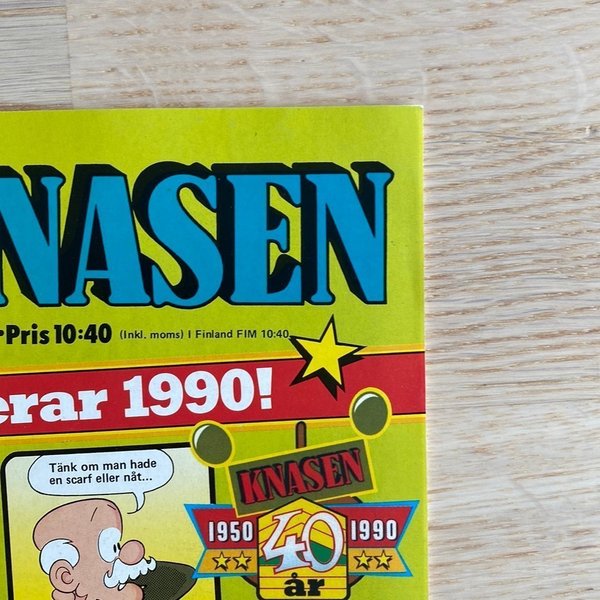 NASEN
Pris 10:40 (Inkl. moms) I Finland FIM 10:40
erar 1990!
Tänk om man hade
en scarf eller nåt...
KNASEN
1950 40 1990
år